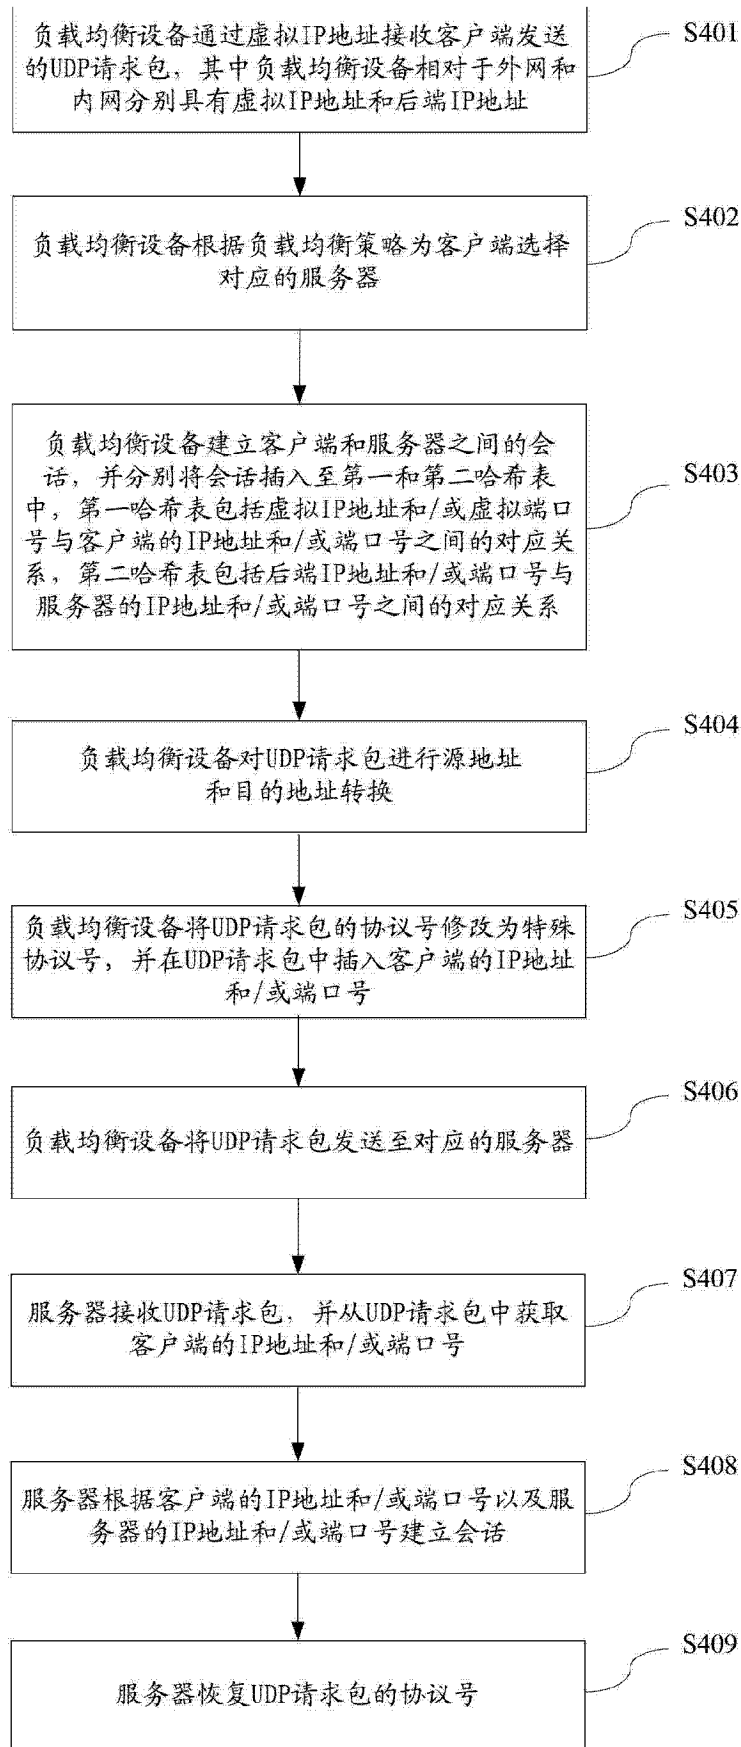 负载均衡设备通过虚拟IP地址接收客户端发送
的UDP请求包，其中负载均衡设备相对于外网和
内网分别具有虚拟IP地址和后端IP地址
S401
负载均衡设备根据负载均衡策略为客户端选择
对应的服务器
S402
负载均衡设备建立客户端和服务器之间的会
话，并分别将会话插入至第一和第二哈希表
中，第一哈希表包括虚拟IP地址和/或虚拟端口
号与客户端的IP地址和/或端口号之间的对应关
系，第二哈希表包括后端IP地址和/或端口号与
服务器的IP地址和/或端口号之间的对应关系
S403
负载均衡设备对UDP请求包进行源地址
和目的地址转换
S404
负载均衡设备将UDP请求包的协议号修改为特殊
协议号，并在UDP请求包中插入客户端的IP地址
和/或端口号
S405
负载均衡设备将UDP请求包发送至对应的服务器
S406
服务器接收UDP请求包，并从UDP请求包中获取
客户端的IP地址和/或端口号
S407
服务器根据客户端的IP地址和/或端口号以及服
务器的IP地址和/或端口号建立会话
S408
服务器恢复UDP请求包的协议号
S409